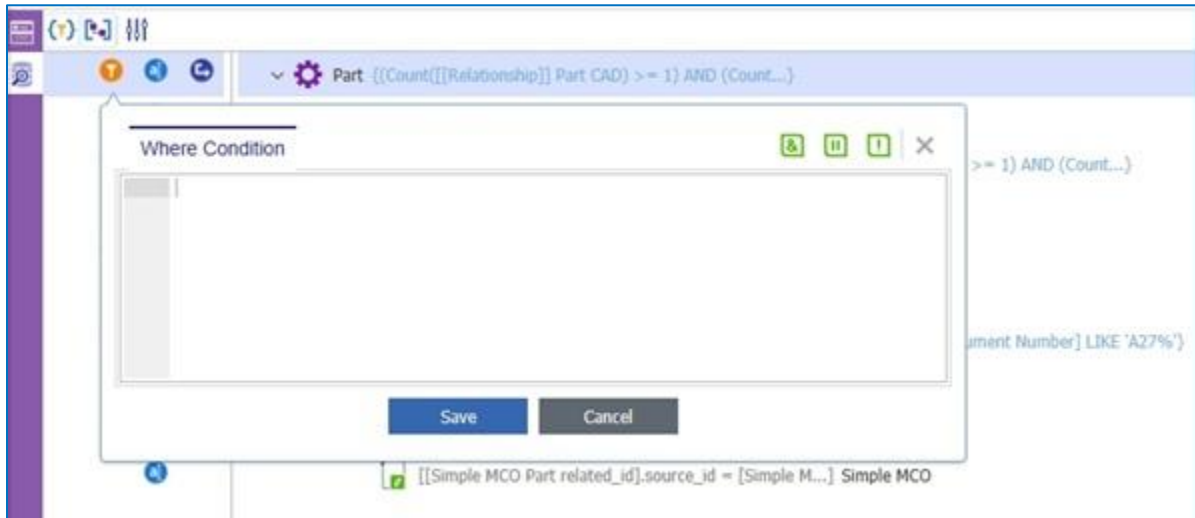 Part {(Count([[Relationship]] Part CAD) >= 1) AND (Count...}
Where Condition
>= 1) AND (Count...}
ument Number] LIKE 'A27%'}
Save Cancel
[[Simple MCO Part related_id].source_id = [Simple M...] Simple MCO